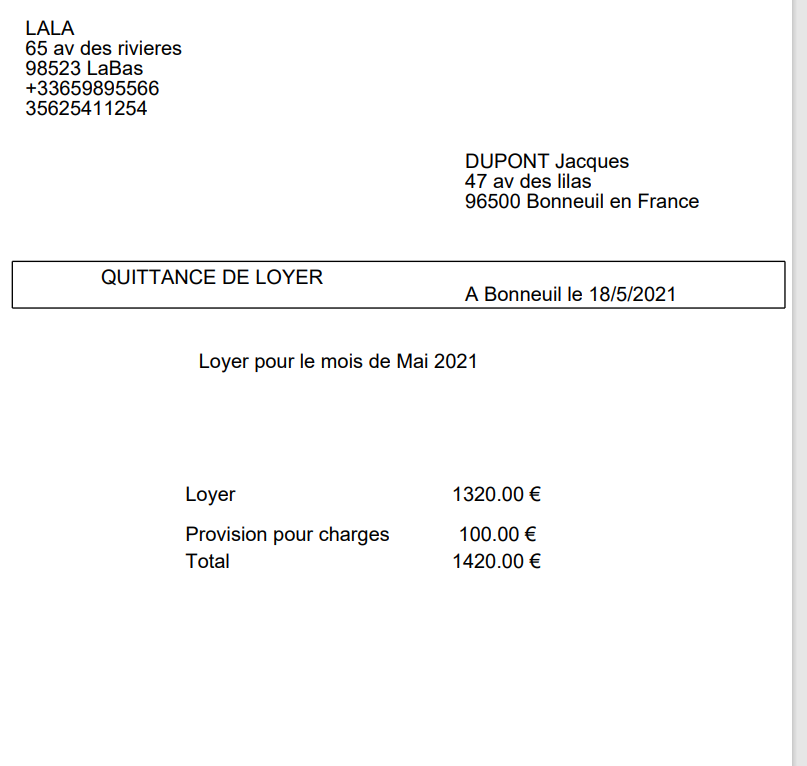 LALA
65 av des rivieres
98523 LaBas
+33659895566
35625411254
DUPONT Jacques
47 av des lilas
96500 Bonneuil en France
QUITTANCE DE LOYER
A Bonneuil le 18/5/2021
Loyer pour le mois de Mai 2021
Loyer 1320.00 €
Provision pour charges 100.00 €
Total 1420.00 €